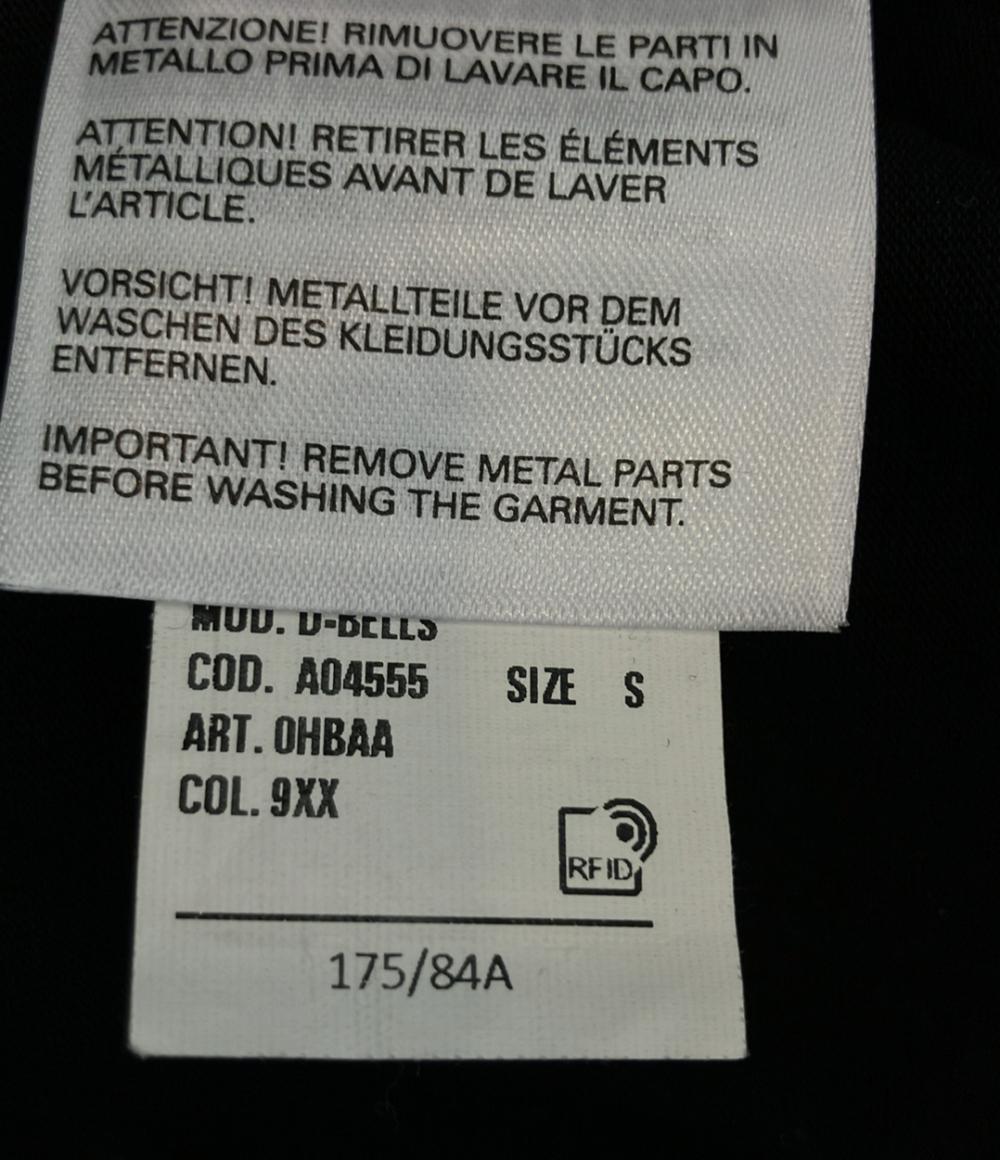 ATTENZIONE! RIMUOVERE LE PARTI IN
METALLO PRIMA DI LAVARE IL CAPO.
ATTENTION! RETIRER LES ÉLÉMENTS
MÉTALLIQUES AVANT DE LAVER
L'ARTICLE.
VORSICHT! METALLTEILE VOR DEM
WASCHEN DES KLEIDUNGSSTÜCKS
ENTFERNEN.
IMPORTANT! REMOVE METAL PARTS
BEFORE WASHING THE GARMENT.
MOD. D-BELLS
COD. A04555 SIZE S
ART. 0HBAA
COL. 9XX
RFID
175/84A